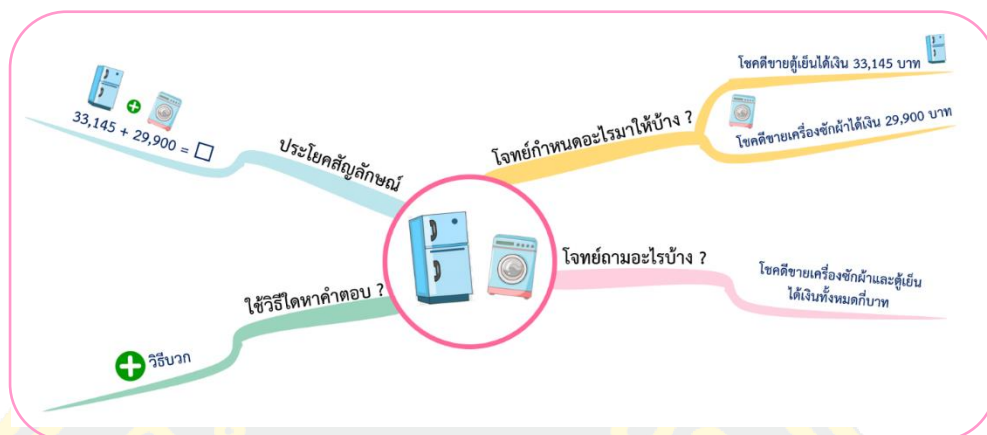 โชคดีขายตู้เย็นได้เงิน 33,145 บาท
โจทย์กำหนดอะไรมาให้บ้าง ?
โชคดีขายเครื่องซักผ้าได้เงิน 29,900 บาท
33,145 + 29,900 = □
ประโยคสัญลักษณ์
โจทย์ถามอะไรบ้าง ?
โชคดีขายเครื่องซักผ้าและตู้เย็น
ได้เงินทั้งหมดกี่บาท
ใช้วิธีใดหาคำตอบ ?
วิธีบวก